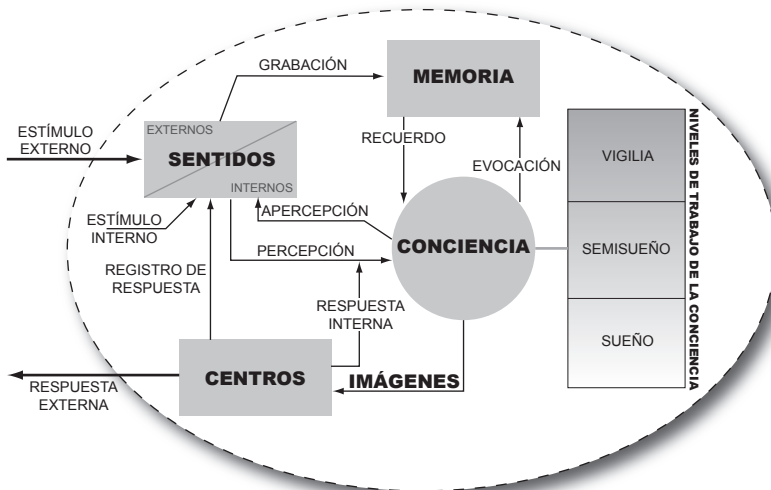 GRABACIÓN
MEMORIA
ESTÍMULO
EXTERNO
EXTERNOS
SENTIDOS
INTERNOS
RECUERDO
EVOCACIÓN
ESTÍMULO
INTERNO
APERCEPCIÓN
PERCEPCIÓN
CONCIENCIA
REGISTRO DE
RESPUESTA
RESPUESTA
INTERNA
CENTROS
IMÁGENES
RESPUESTA
EXTERNA
VIGILIA
SEMISUEÑO
SUEÑO
NIVELES DE TRABAJO DE LA CONCIENCIA